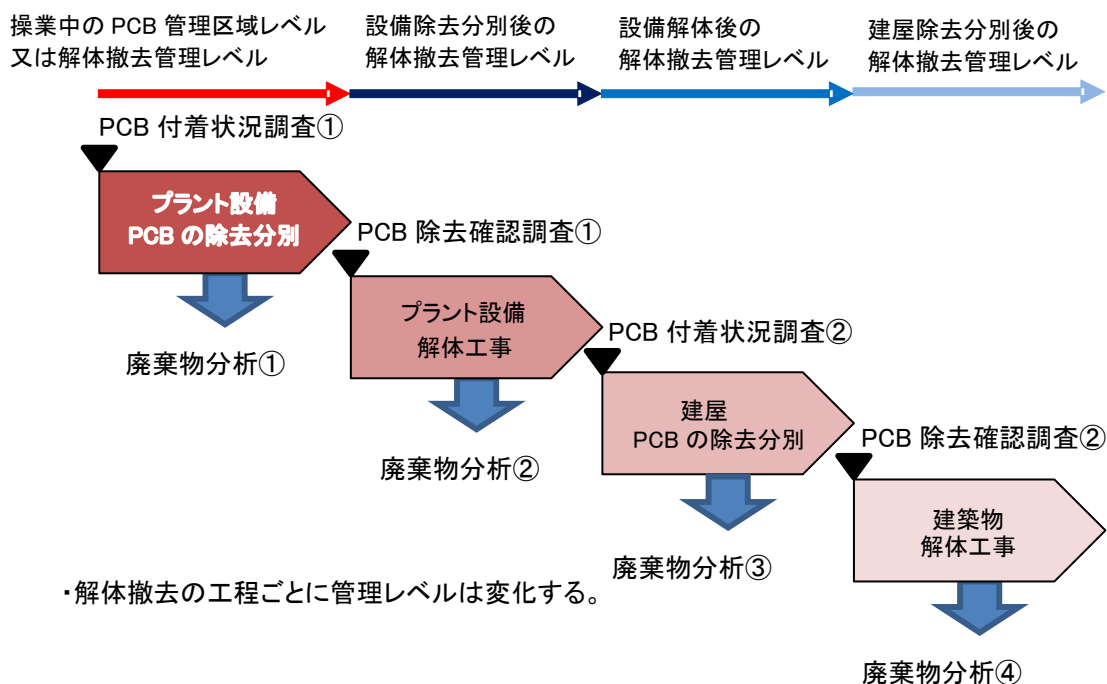 操業中の PCB 管理区域レベル
又は解体撤去管理レベル
設備除去分別後の
解体撤去管理レベル
設備解体後の
解体撤去管理レベル
建屋除去分別後の
解体撤去管理レベル
PCB 付着状況調査①
プラント設備
PCB の除去分別
廃棄物分析①
PCB 除去確認調査①
プラント設備
解体工事
廃棄物分析②
PCB 付着状況調査②
建屋
PCB の除去分別
廃棄物分析③
PCB 除去確認調査②
建築物
解体工事
廃棄物分析④
・解体撤去の工程ごとに管理レベルは変化する。